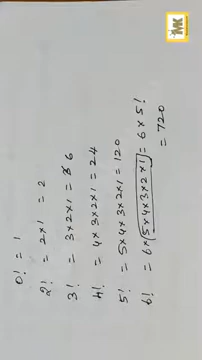 MK
0! = 1
2! = 2×1 = 2
3! = 3×2×1 = 6
4! = 4×3×2×1 = 24
5! = 5×4×3×2×1 = 120
6! = 6×(5×4×3×2×1) = 6×5!
= 720